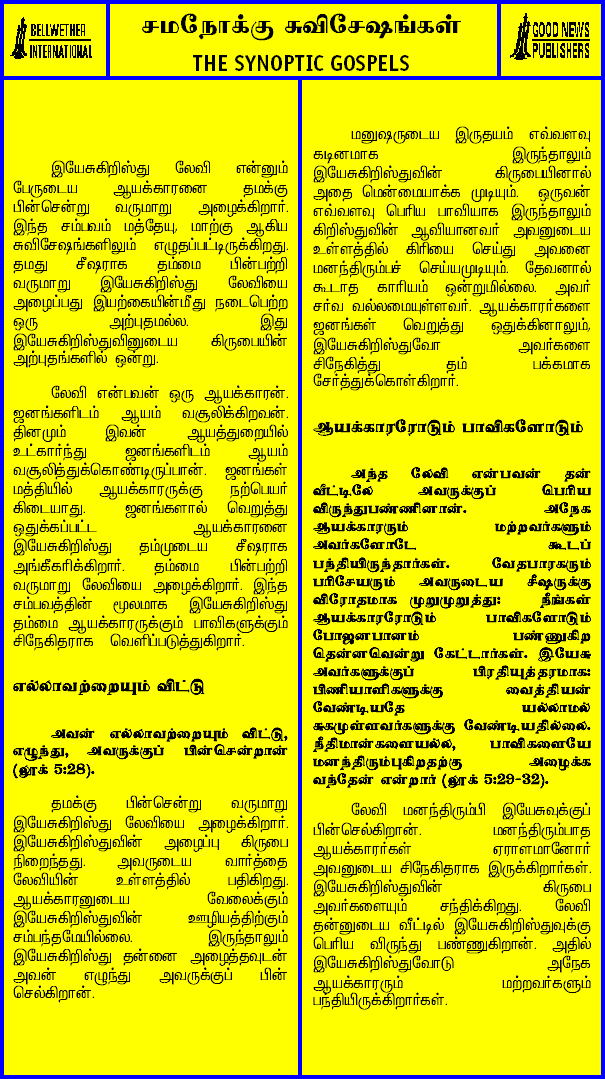 BELLWETHER
INTERNATIONAL
சமநோக்கு சுவிசேஷங்கள்
THE SYNOPTIC GOSPELS
GOOD NEWS
PUBLISHERS
இயேசுகிறிஸ்து லேவி என்னும்
பேருடைய ஆயக்காரனை தமக்கு
பின்சென்று வருமாறு அழைக்கிறார்.
இந்த சம்பவம் மத்தேயு, மாற்கு ஆகிய
சுவிசேஷங்களிலும் எழுதப்பட்டிருக்கிறது.
தமது சீஷராக தம்மை பின்பற்றி
வருமாறு இயேசுகிறிஸ்து லேவியை
அழைப்பது இயற்கையின்மீது நடைபெற்ற
ஒரு அற்புதமல்ல. இது
இயேசுகிறிஸ்துவினுடைய கிருபையின்
அற்புதங்களில் ஒன்று.
லேவி என்பவன் ஒரு ஆயக்காரன்.
ஜனங்களிடம் ஆயம் வசூலிக்கிறவன்.
தினமும் இவன் ஆயத்துறையில்
உட்கார்ந்து ஜனங்களிடம் ஆயம்
வசூலித்துக்கொண்டிருப்பான். ஜனங்கள்
மத்தியில் ஆயக்காரருக்கு நற்பெயர்
கிடையாது. ஜனங்களால் வெறுத்து
ஒதுக்கப்பட்ட ஆயக்காரனை
இயேசுகிறிஸ்து தம்முடைய சீஷராக
அங்கீகரிக்கிறார். தம்மை பின்பற்றி
வருமாறு லேவியை அழைக்கிறார். இந்த
சம்பவத்தின் மூலமாக இயேசுகிறிஸ்து
தம்மை ஆயக்காரருக்கும் பாவிகளுக்கும்
சிநேகிதராக வெளிப்படுத்துகிறார்.
எல்லாவற்றையும் விட்டு
அவன் எல்லாவற்றையும் விட்டு,
எழுந்து, அவருக்குப் பின்சென்றான்
(லூக் 5:28).
தமக்கு பின்சென்று வருமாறு
இயேசுகிறிஸ்து லேவியை அழைக்கிறார்.
இயேசுகிறிஸ்துவின் அழைப்பு கிருபை
நிறைந்தது. அவருடைய வார்த்தை
லேவியின் உள்ளத்தில் பதிகிறது.
ஆயக்காரனுடைய வேலைக்கும்
இயேசுகிறிஸ்துவின் ஊழியத்திற்கும்
சம்பந்தமேயில்லை. இருந்தாலும்
இயேசுகிறிஸ்து தன்னை அழைத்தவுடன்
அவன் எழுந்து அவருக்குப் பின்
செல்கிறான்.
மனுஷருடைய இருதயம் எவ்வளவு
கடினமாக இருந்தாலும்
இயேசுகிறிஸ்துவின் கிருபையினால்
அதை மென்மையாக்க முடியும். ஒருவன்
எவ்வளவு பெரிய பாவியாக இருந்தாலும்
கிறிஸ்துவின் ஆவியானவர் அவனுடைய
உள்ளத்தில் கிரியை செய்து அவனை
மனந்திரும்பச் செய்யமுடியும். தேவனால்
கூடாத காரியம் ஒன்றுமில்லை. அவர்
சர்வ வல்லமையுள்ளவர். ஆயக்காரர்களை
ஜனங்கள் வெறுத்து ஒதுக்கினாலும்,
இயேசுகிறிஸ்துவோ அவர்களை
சிநேகித்து தம் பக்கமாக
சேர்த்துக்கொள்கிறார்.
ஆயக்காரரோடும் பாவிகளோடும்
அந்த லேவி என்பவன் தன்
வீட்டிலே அவருக்குப் பெரிய
விருந்துபண்ணினான். அநேக
ஆயக்காரரும் மற்றவர்களும்
அவர்களோடே கூடப்
பந்தியிருந்தார்கள். வேதபாரகரும்
பரிசேயரும் அவருடைய சீஷருக்கு
விரோதமாக முறுமுறுத்து: நீங்கள்
ஆயக்காரரோடும் பாவிகளோடும்
போஜனபானம் பண்ணுகிற
தென்னவென்று கேட்டார்கள். இயேசு
அவர்களுக்குப் பிரதியுத்தரமாக:
பிணியாளிகளுக்கு வைத்தியன்
வேண்டியதே யல்லாமல்
சுகமுள்ளவர்களுக்கு வேண்டியதில்லை.
நீதிமான்களையல்ல, பாவிகளையே
மனந்திரும்புகிறதற்கு அழைக்க
வந்தேன் என்றார் (லூக் 5:29-32).
லேவி மனந்திரும்பி இயேசுவுக்குப்
பின்செல்கிறான். மனந்திரும்பாத
ஆயக்காரர்கள் ஏராளமானோர்
அவனுடைய சிநேகிதராக இருக்கிறார்கள்.
இயேசுகிறிஸ்துவின் கிருபை
அவர்களையும் சந்திக்கிறது. லேவி
தன்னுடைய வீட்டில் இயேசுகிறிஸ்துவுக்கு
பெரிய விருந்து பண்ணுகிறான். அதில்
இயேசுகிறிஸ்துவோடு அநேக
ஆயக்காரரும் மற்றவர்களும்
பந்தியிருக்கிறார்கள்.